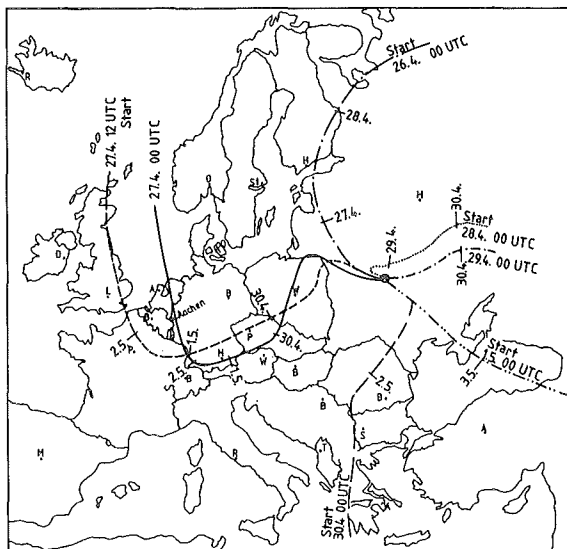 Start
26.4. 00 UTC
28.4.
27.4. 12 UTC
Start
27.4. 00 UTC
R
H
O
St
27.4.
H
30.4.
Start
28.4. 00 UTC
29.4. 00 UTC
30.4.
29.4.
D
L
A
Aachen
B
W
30.4.
P
30.4.
1.5.
2.5.
P.
2.5.
B
M
W
B
2.5.
B
Start
1.5. 00 UTC
3.5.
B
S
T
A
M
R
Start
30.4. 00 UTC